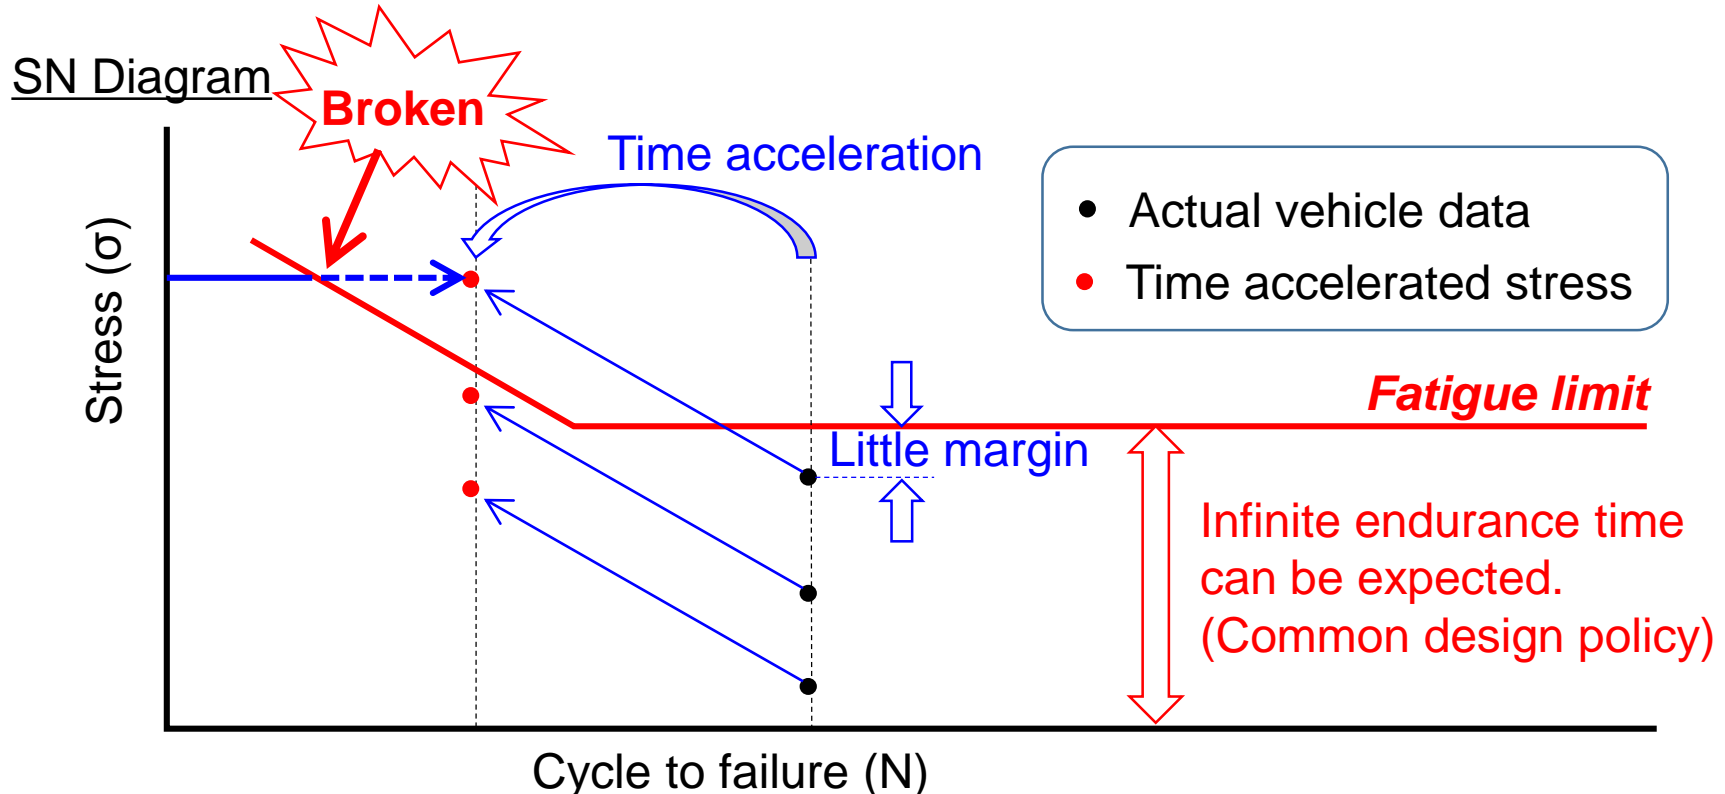 SN Diagram
Broken
Time acceleration
Actual vehicle data
Time accelerated stress
Stress (σ)
Fatigue limit
Little margin
Infinite endurance time
can be expected.
(Common design policy)
Cycle to failure (N)